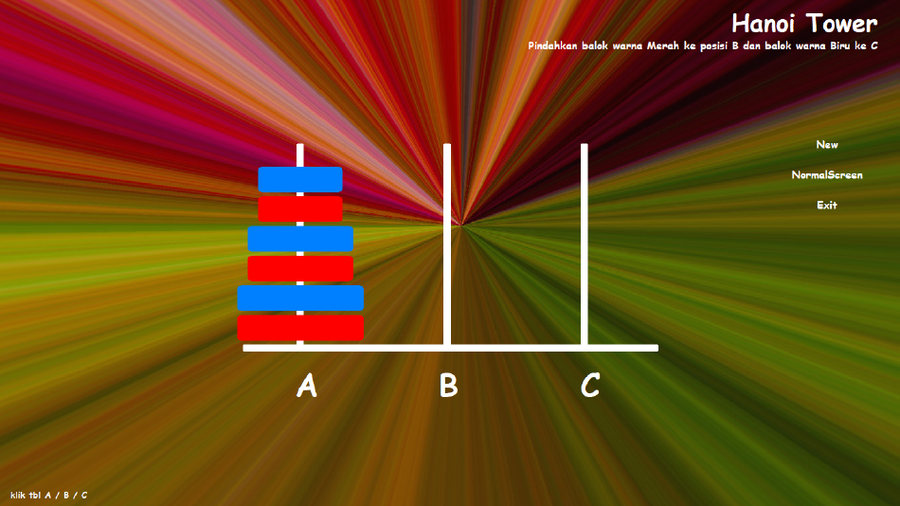 Hanoi Tower
Pindahkan balok warna Merah ke posisi B dan balok warna Biru ke C
New
NormalScreen
Exit
A B C
klik tbl A / B / C